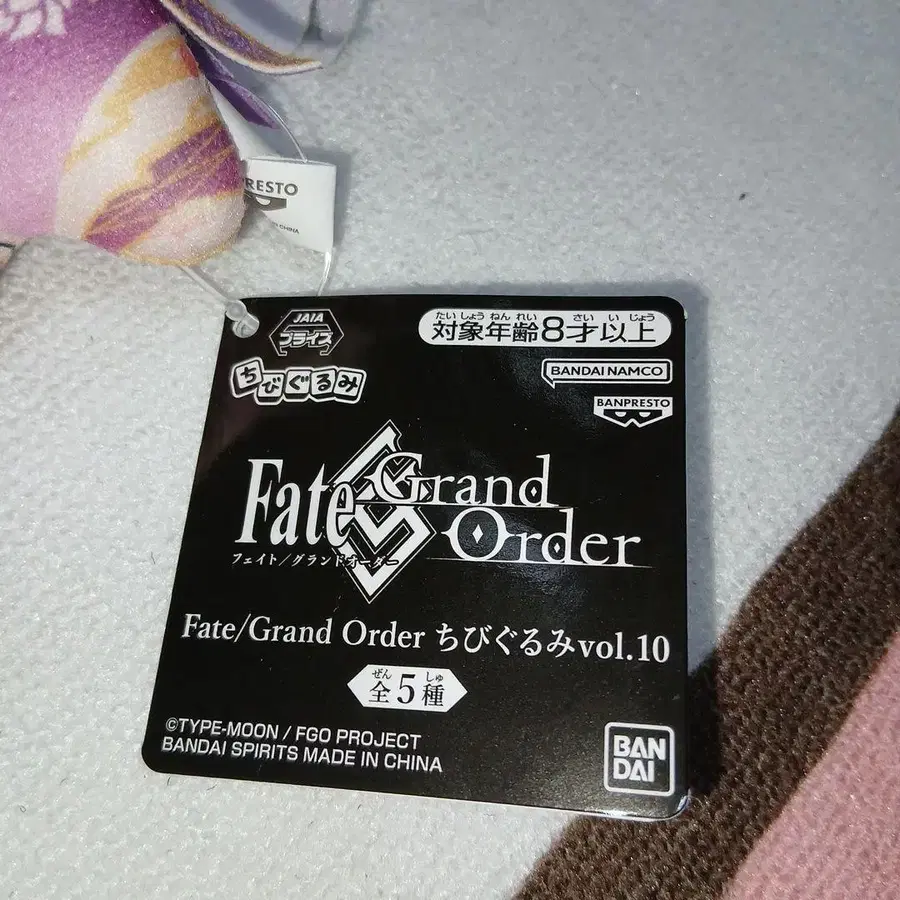 PRESTO
CHINA
JAIA
プライズ
ちびぐるみ
たいしょうねんれい さいいじょう
対象年齢8才以上
BANDAI NAMCO
BANPRESTO
Fate
Grand
Order
フェイト/グランドオーダー
Fate/Grand Order ちびぐるみvol.10
ぜん しゅ
全5種
©TYPE-MOON / FGO PROJECT
BANDAI SPIRITS MADE IN CHINA
BAN
DAI